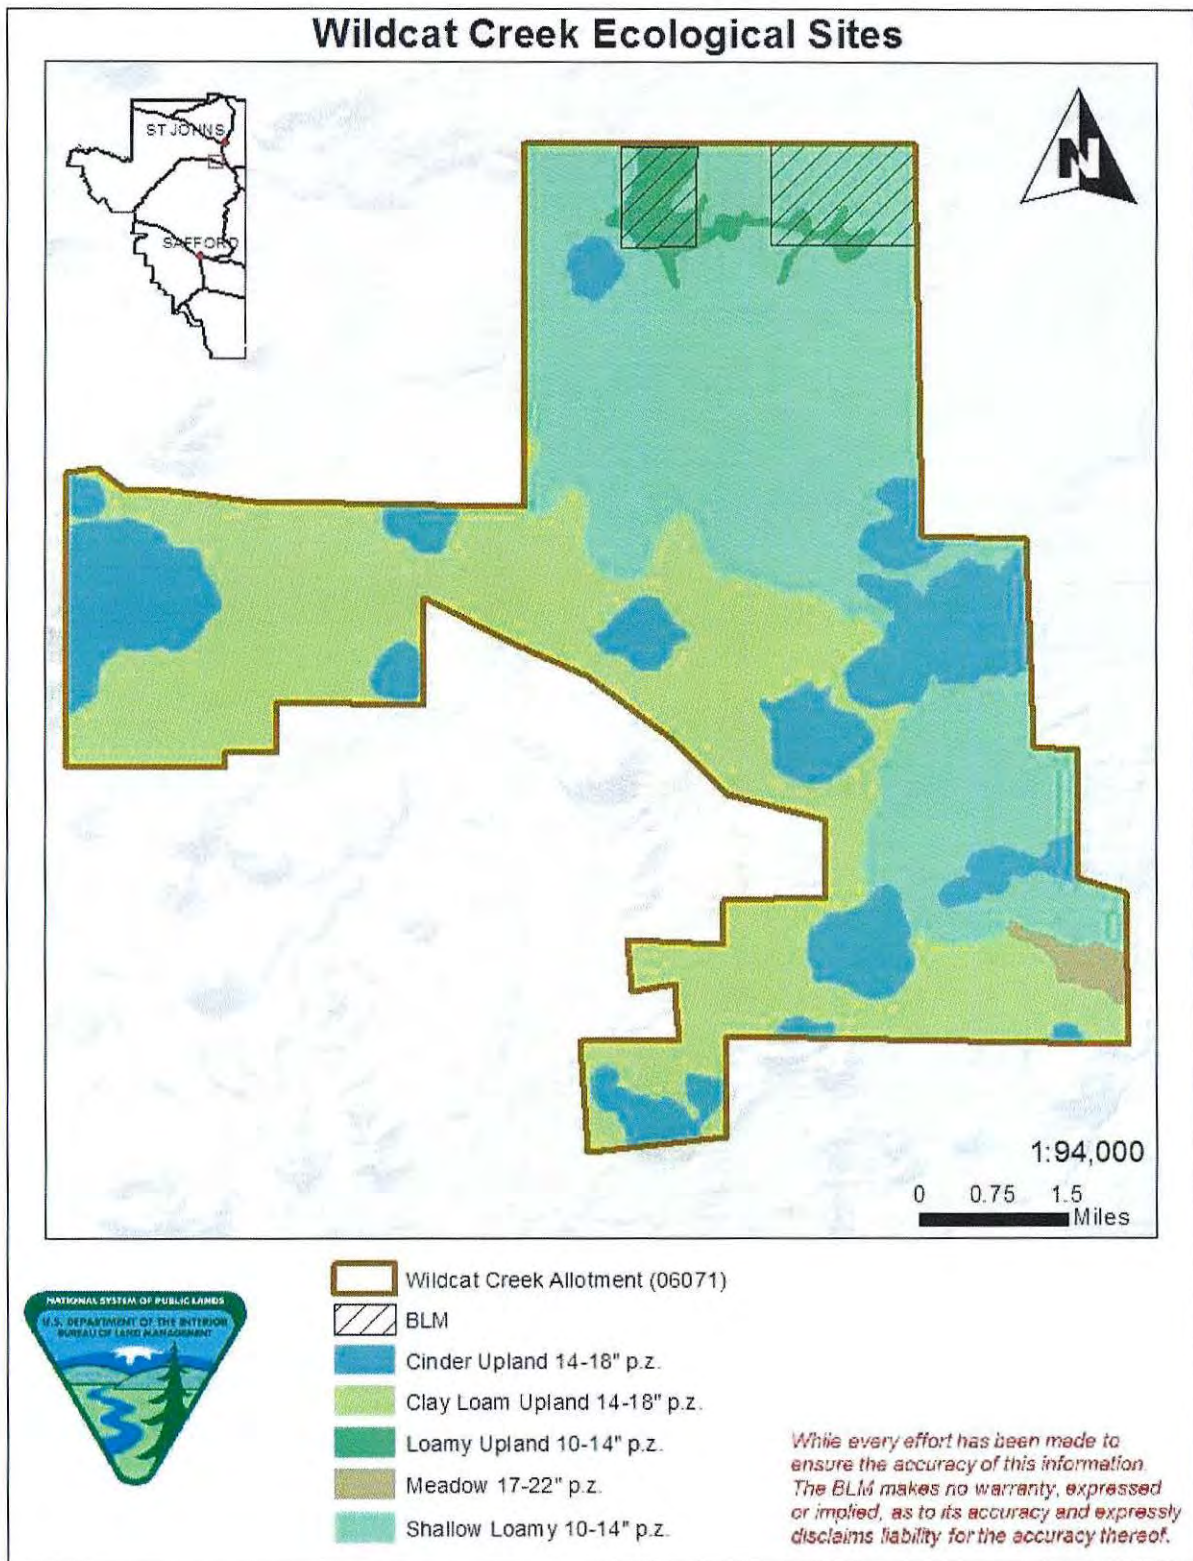 Wildcat Creek Ecological Sites
ST JOHNS
SAFFORD
N
1:94,000
0 0.75 1.5
Miles
NATIONAL SYSTEM OF PUBLIC LANDS
U.S. DEPARTMENT OF THE INTERIOR
BUREAU OF LAND MANAGEMENT
Wildcat Creek Allotment (06071)
BLM
Cinder Upland 14-18" p.z.
Clay Loam Upland 14-18" p.z.
Loamy Upland 10-14" p.z.
Meadow 17-22" p.z.
Shallow Loamy 10-14" p.z.
While every effort has been made to
ensure the accuracy of this information.
The BLM makes no warranty, expressed
or implied, as to its accuracy and expressly
disclaims liability for the accuracy thereof.